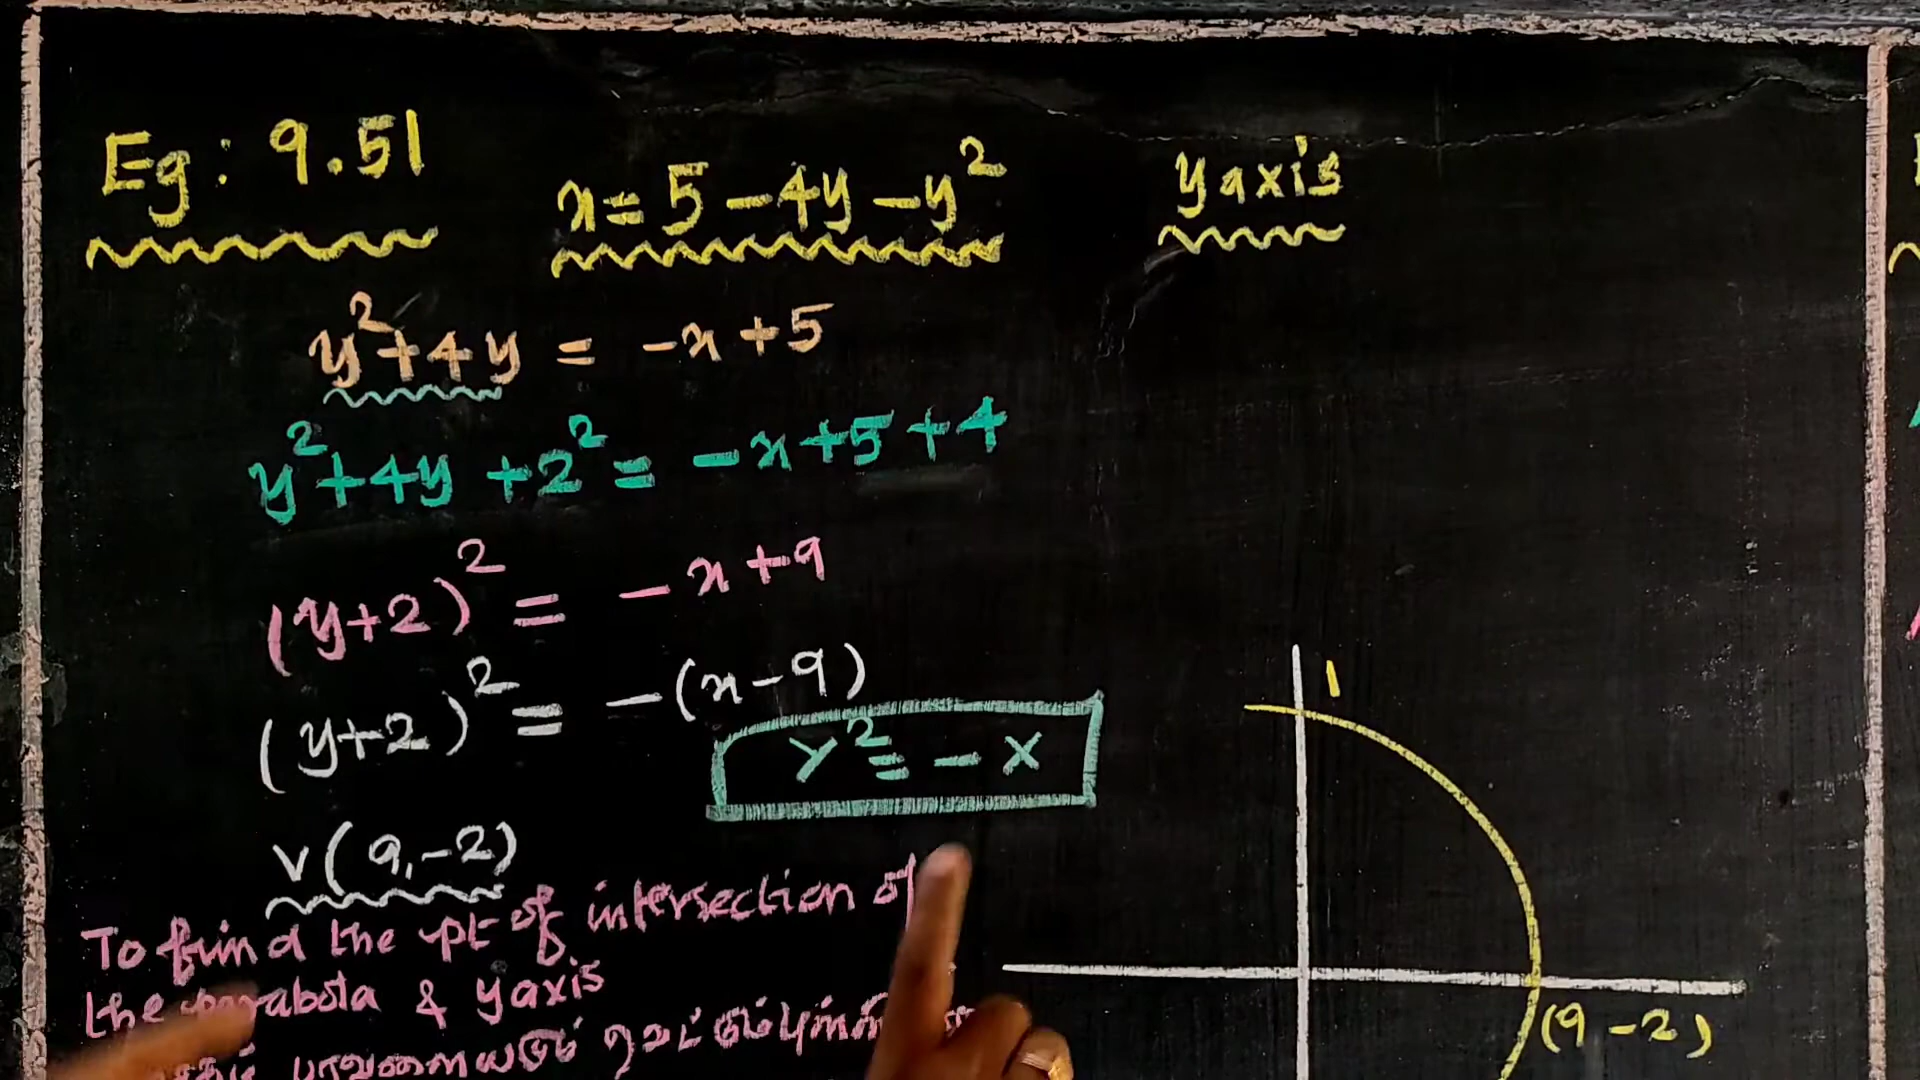 Eg: 9.51
x = 5 - 4y - y²
y axis
y² + 4y = -x + 5
y² + 4y + 2² = -x + 5 + 4
(y+2)² = -x + 9
(y+2)² = -(x-9)
Y² = -X
V(9,-2)
To find the pt of intersection of
the parabola & y axis
1
(9 -2)